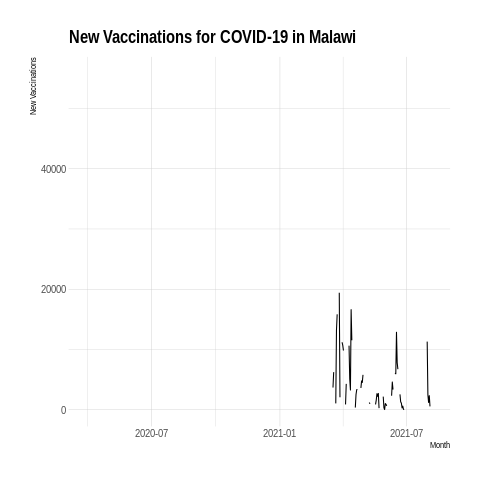 New Vaccinations for COVID-19 in Malawi
New Vaccinations
40000
20000
0
2020-07 2021-01 2021-07
Month